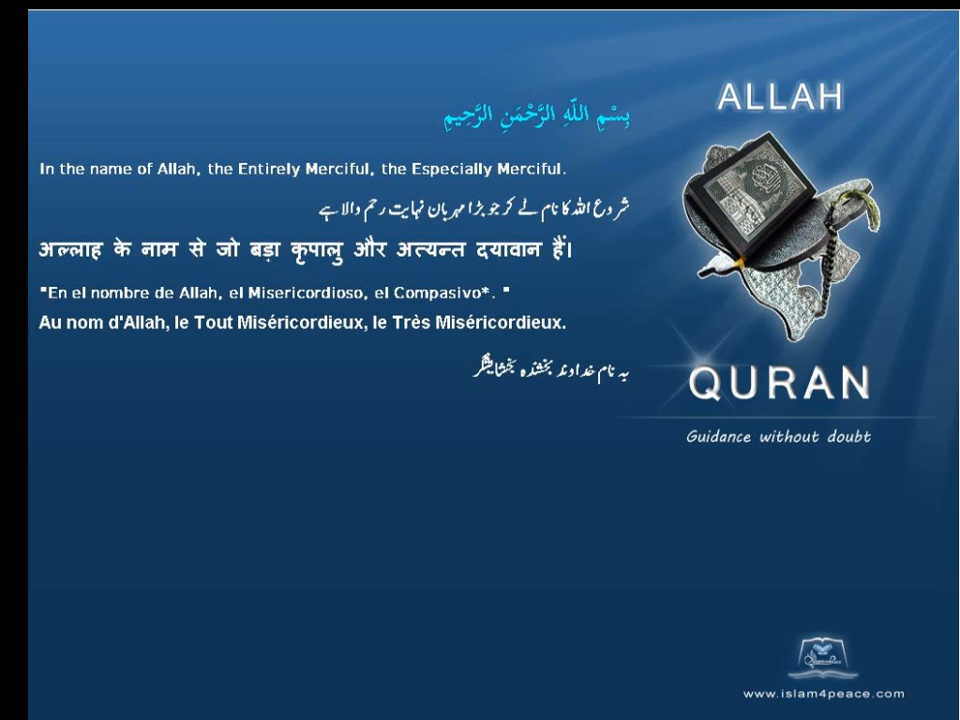 بِسْمِ اللّهِ الرَّحْمَنِ الرَّحِيمِ
In the name of Allah, the Entirely Merciful, the Especially Merciful.
شروع اللہ کا نام لے کر جو بڑا مہربان نہایت رحم والا ہے
अल्लाह के नाम से जो बड़ा कृपालु और अत्यन्त दयावान हैं।
"En el nombre de Allah, el Misericordioso, el Compasivo*. "
Au nom d'Allah, le Tout Miséricordieux, le Très Miséricordieux.
به نام خداوند بخشنده بخشایشگر
ALLAH
QURAN
Guidance without doubt
www.islam4peace.com